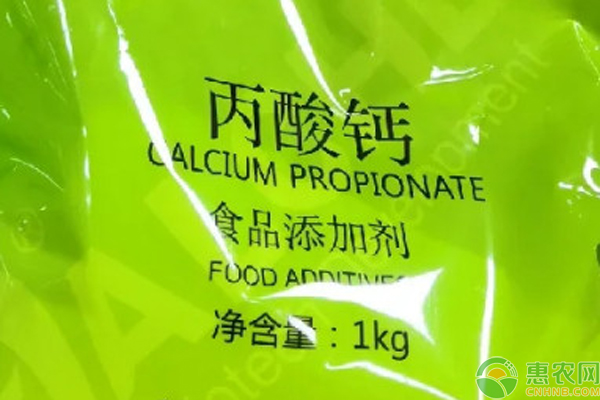 丙酸钙
CALCIUM PROPIONATE
食品添加剂
FOOD ADDITIVES
净含量：1kg
惠农网
CNHNB.COM